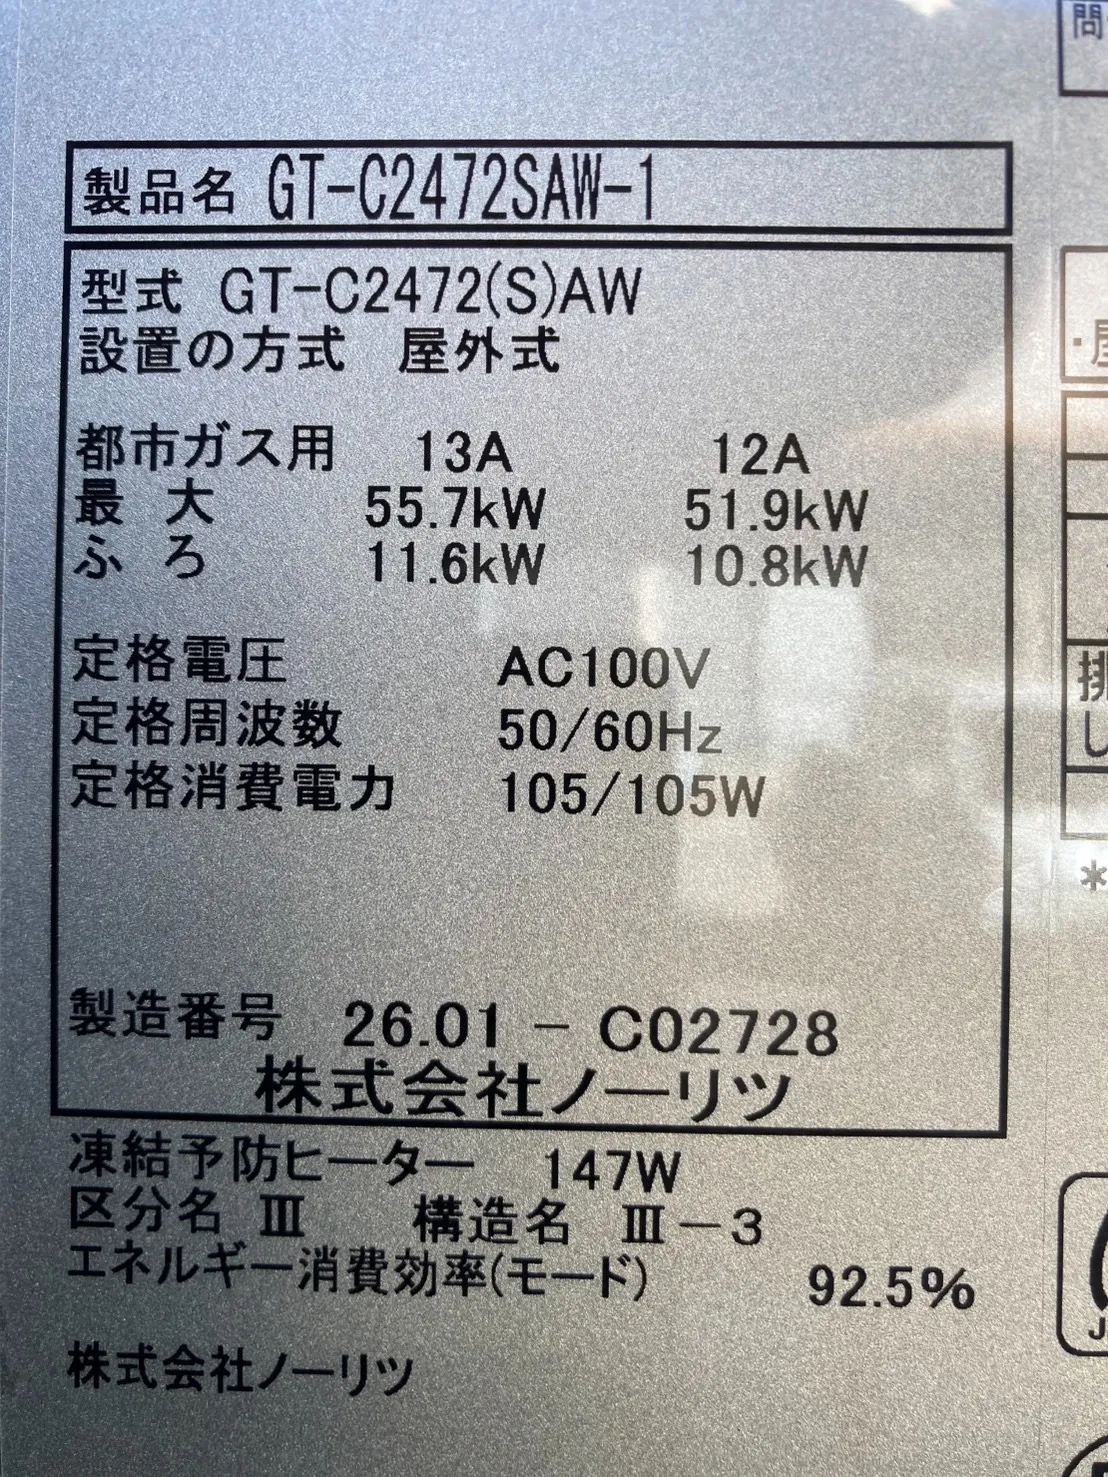 製品名 GT-C2472SAW-1
型式 GT-C2472(S)AW
設置の方式 屋外式
都市ガス用 13A 12A
最 大 55.7kW 51.9kW
ふ ろ 11.6kW 10.8kW
定格電圧 AC100V
定格周波数 50/60Hz
定格消費電力 105/105W
製造番号 26.01 - C02728
株式会社ノーリツ
凍結予防ヒーター 147W
区分名 Ⅲ 構造名 Ⅲ－3
エネルギー消費効率(モード) 92.5%
株式会社ノーリツ
問
排
し
*